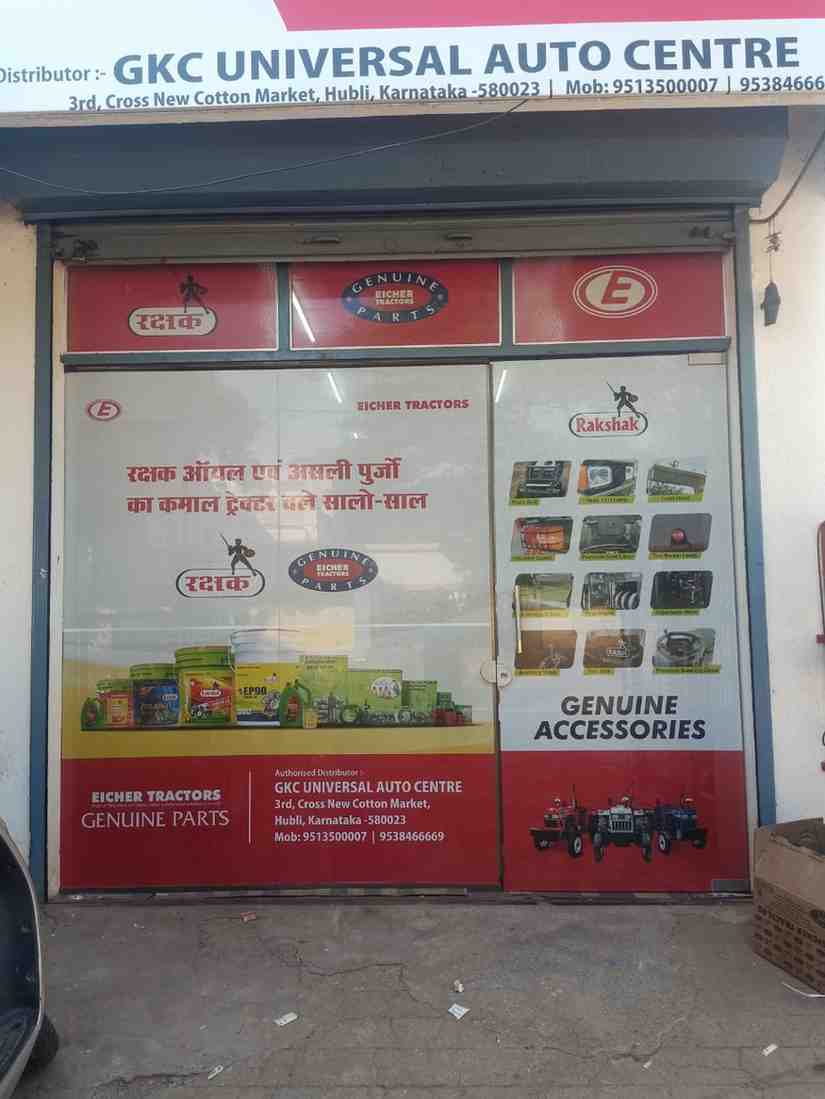 Distributor :- GKC UNIVERSAL AUTO CENTRE
3rd, Cross New Cotton Market, Hubli, Karnataka -580023 | Mob: 9513500007 | 95384666
रक्षक
GENUINE
EICHER
TRACTORS
PARTS
E
E
EICHER TRACTORS
रक्षक ऑयल एवं असली पुर्जो
का कमाल ट्रेक्टर चले सालो-साल
रक्षक
GENUINE
EICHER
TRACTORS
PARTS
EP90
EICHER TRACTORS
GENUINE PARTS
Authorised Distributor :-
GKC UNIVERSAL AUTO CENTRE
3rd, Cross New Cotton Market,
Hubli, Karnataka -580023
Mob: 9513500007 | 9538466669
Rakshak
GENUINE
ACCESSORIES